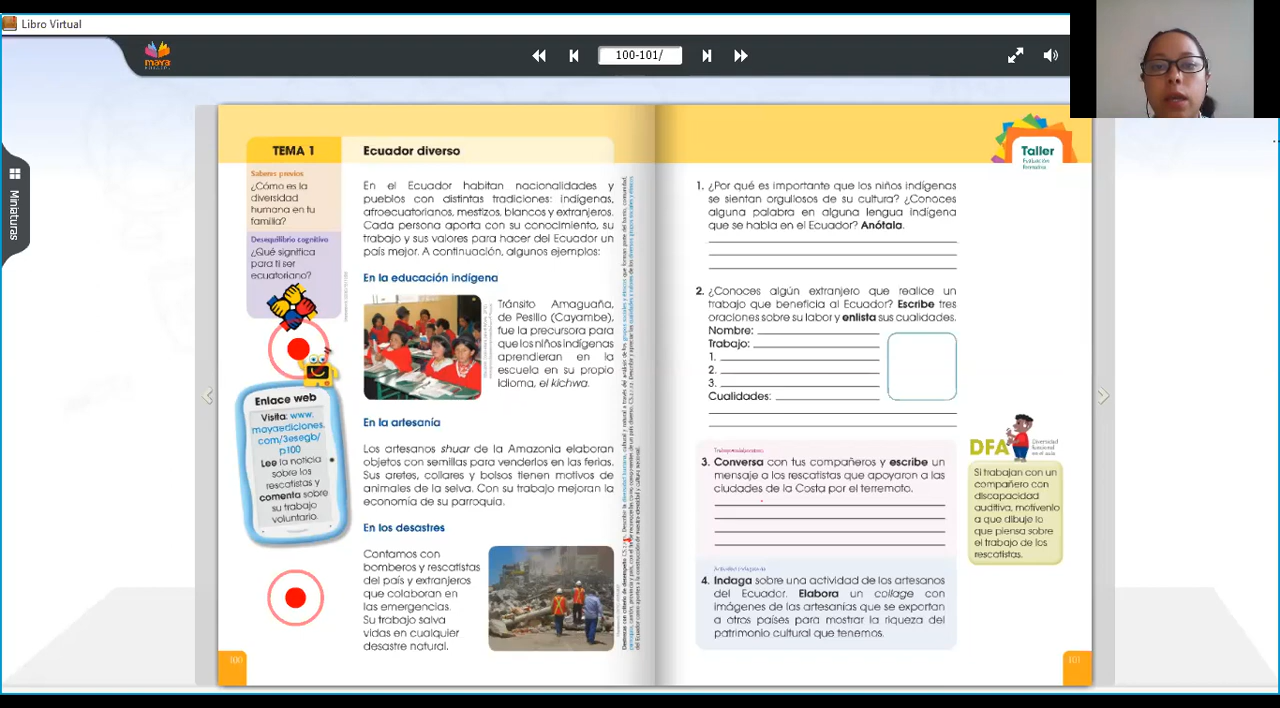 Libro Virtual
maya
100-101/
Miniaturas
TEMA 1
Ecuador diverso
Saberes previos
¿Cómo es la
diversidad
humana en tu
familia?
Desequilibrio cognitivo
¿Qué significa
para ti ser
ecuatoriano?
Enlace web
Visita: www.
mayaediciones.
com/3esegb/
p100
Lee la noticia
sobre los
rescatistas y
comenta sobre
su trabajo
voluntario.
En el Ecuador habitan nacionalidades y
pueblos con distintas tradiciones: indígenas,
afroecuatorianos, mestizos, blancos y extranjeros.
Cada persona aporta con su conocimiento, su
trabajo y sus valores para hacer del Ecuador un
país mejor. A continuación, algunos ejemplos:
En la educación indígena
Tránsito Amaguaña,
de Pesillo (Cayambe),
fue la precursora para
que los niños indígenas
aprendieran en la
escuela en su propio
idioma, el kichwa.
En la artesanía
Los artesanos shuar de la Amazonia elaboran
objetos con semillas para venderlos en las ferias.
Sus aretes, collares y bolsos tienen motivos de
animales de la selva. Con su trabajo mejoran la
economía de su parroquia.
En los desastres
Contamos con
bomberos y rescatistas
del país y extranjeros
que colaboran en
las emergencias.
Su trabajo salva
vidas en cualquier
desastre natural.
100
Taller
Evaluación
formativa
1. ¿Por qué es importante que los niños indígenas
se sientan orgullosos de su cultura? ¿Conoces
alguna palabra en alguna lengua indígena
que se habla en el Ecuador? Anótala.
2. ¿Conoces algún extranjero que realice un
trabajo que beneficia al Ecuador? Escribe tres
oraciones sobre su labor y enlista sus cualidades.
Nombre:
Trabajo:
1.
2.
3.
Cualidades:
Trabajo colaborativo
3. Conversa con tus compañeros y escribe un
mensaje a los rescatistas que apoyaron a las
ciudades de la Costa por el terremoto.
4. Indaga sobre una actividad de los artesanos
del Ecuador. Elabora un collage con
imágenes de las artesanías que se exportan
a otros países para mostrar la riqueza del
patrimonio cultural que tenemos.
DFA
Diversidad
funcional
en el aula
Si trabajan con un
compañero con
discapacidad
auditiva, motívenlo
a que dibuje lo
que piensa sobre
el trabajo de los
rescatistas.
101